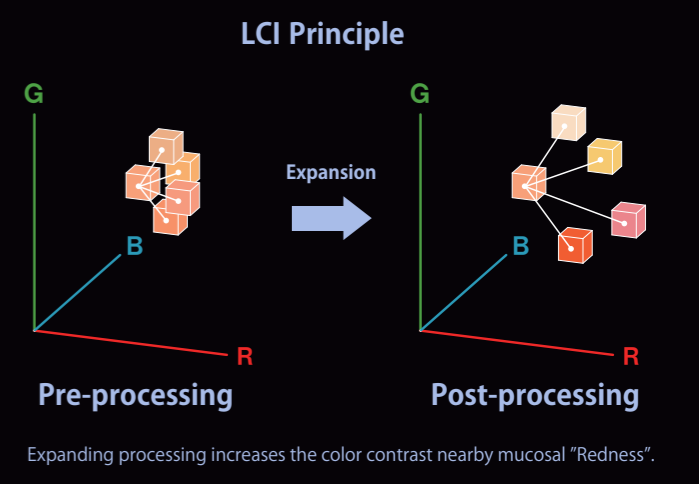 LCI Principle
G
G
Expansion
B
B
R
R
Pre-processing
Post-processing
Expanding processing increases the color contrast nearby mucosal ”Redness”.